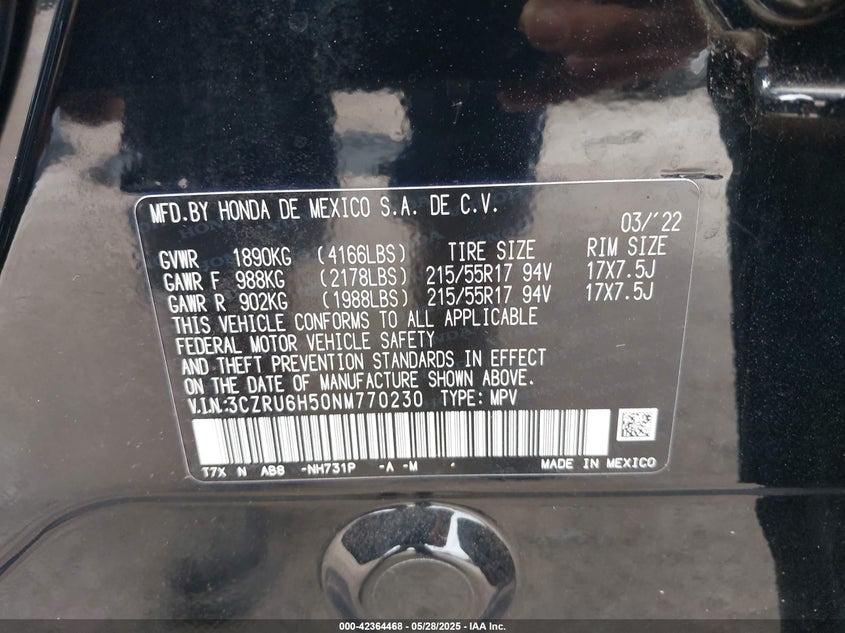 MFD.BY HONDA DE MEXICO S.A. DE C.V.
03/'22
GVWR 1890KG (4166LBS) TIRE SIZE RIM SIZE
GAWR F 988KG (2178LBS) 215/55R17 94V 17X7.5J
GAWR R 902KG (1988LBS) 215/55R17 94V 17X7.5J
THIS VEHICLE CONFORMS TO ALL APPLICABLE
FEDERAL MOTOR VEHICLE SAFETY
AND THEFT PREVENTION STANDARDS IN EFFECT
ON THE DATE OF MANUFACTURE SHOWN ABOVE.
V.I.N.:3CZRU6H50NM770230 TYPE: MPV
T7X N AB8 -NH731P -A -M - MADE IN MEXICO
000-42364468 - 05/28/2025 - IAA Inc.